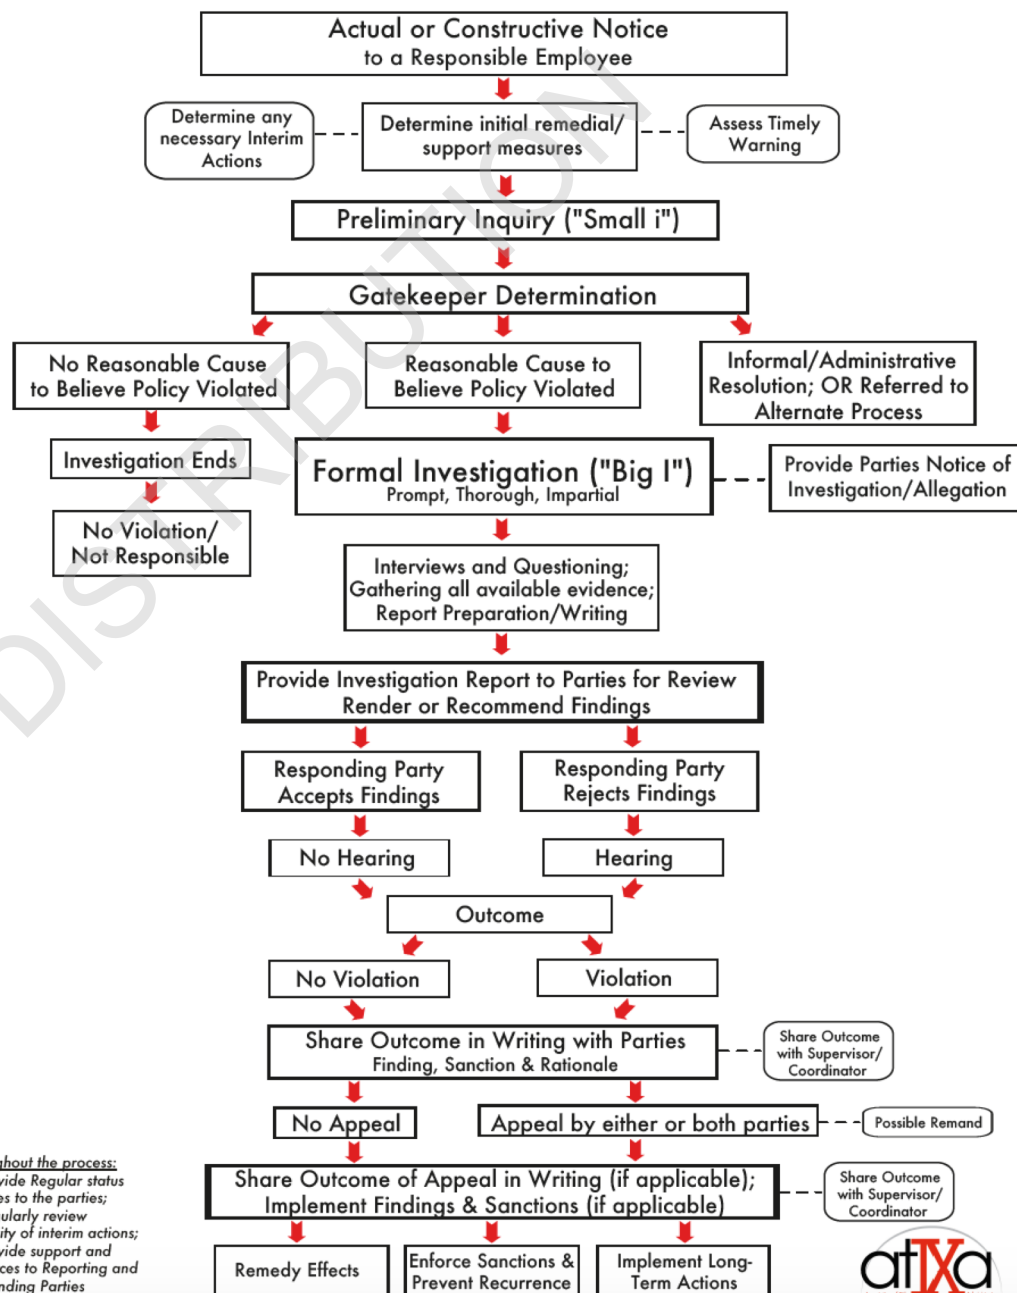 Actual or Constructive Notice
to a Responsible Employee
Determine any
necessary Interim
Actions
Determine initial remedial/
support measures
Assess Timely
Warning
Preliminary Inquiry ("Small i")
Gatekeeper Determination
No Reasonable Cause
to Believe Policy Violated
Reasonable Cause to
Believe Policy Violated
Informal/Administrative
Resolution; OR Referred to
Alternate Process
Investigation Ends
No Violation/
Not Responsible
Formal Investigation ("Big I")
Prompt, Thorough, Impartial
Provide Parties Notice of
Investigation/Allegation
Interviews and Questioning;
Gathering all available evidence;
Report Preparation/Writing
Provide Investigation Report to Parties for Review
Render or Recommend Findings
Responding Party
Accepts Findings
Responding Party
Rejects Findings
No Hearing
Hearing
Outcome
No Violation
Violation
Share Outcome in Writing with Parties
Finding, Sanction & Rationale
Share Outcome
with Supervisor/
Coordinator
No Appeal
Appeal by either or both parties
Possible Remand
Share Outcome of Appeal in Writing (if applicable);
Implement Findings & Sanctions (if applicable)
Share Outcome
with Supervisor/
Coordinator
Remedy Effects
Enforce Sanctions &
Prevent Recurrence
Implement Long-
Term Actions
ghout the process:
vide Regular status
es to the parties;
ularly review
ity of interim actions;
vide support and
ces to Reporting and
nding Parties
atIXa
DISTRIBUTION